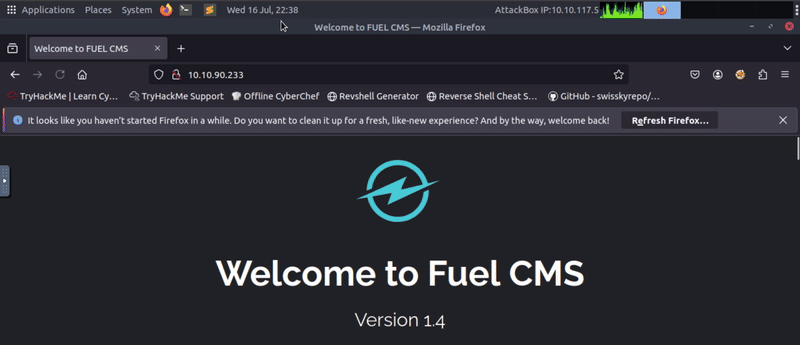 Applications Places System Wed 16 Jul, 22:38 AttackBox IP:10.10.117.5
Welcome to FUEL CMS — Mozilla Firefox
Welcome to FUEL CMS
10.10.90.233
TryHackMe | Learn Cy... TryHackMe Support Offline CyberChef Revshell Generator Reverse Shell Cheat S... GitHub - swisskyrepo/...
It looks like you haven't started Firefox in a while. Do you want to clean it up for a fresh, like-new experience? And by the way, welcome back! Refresh Firefox...
Welcome to Fuel CMS
Version 1.4